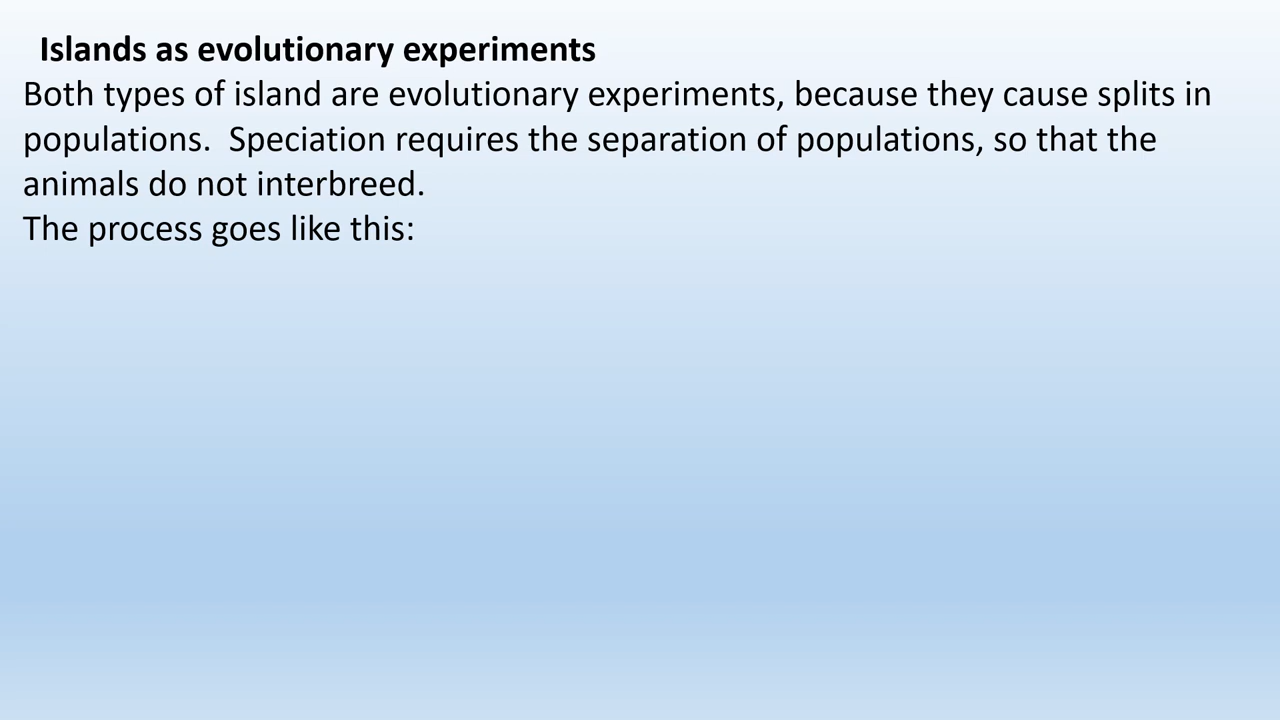 Islands as evolutionary experiments
Both types of island are evolutionary experiments, because they cause splits in
populations.  Speciation requires the separation of populations, so that the
animals do not interbreed.
The process goes like this: